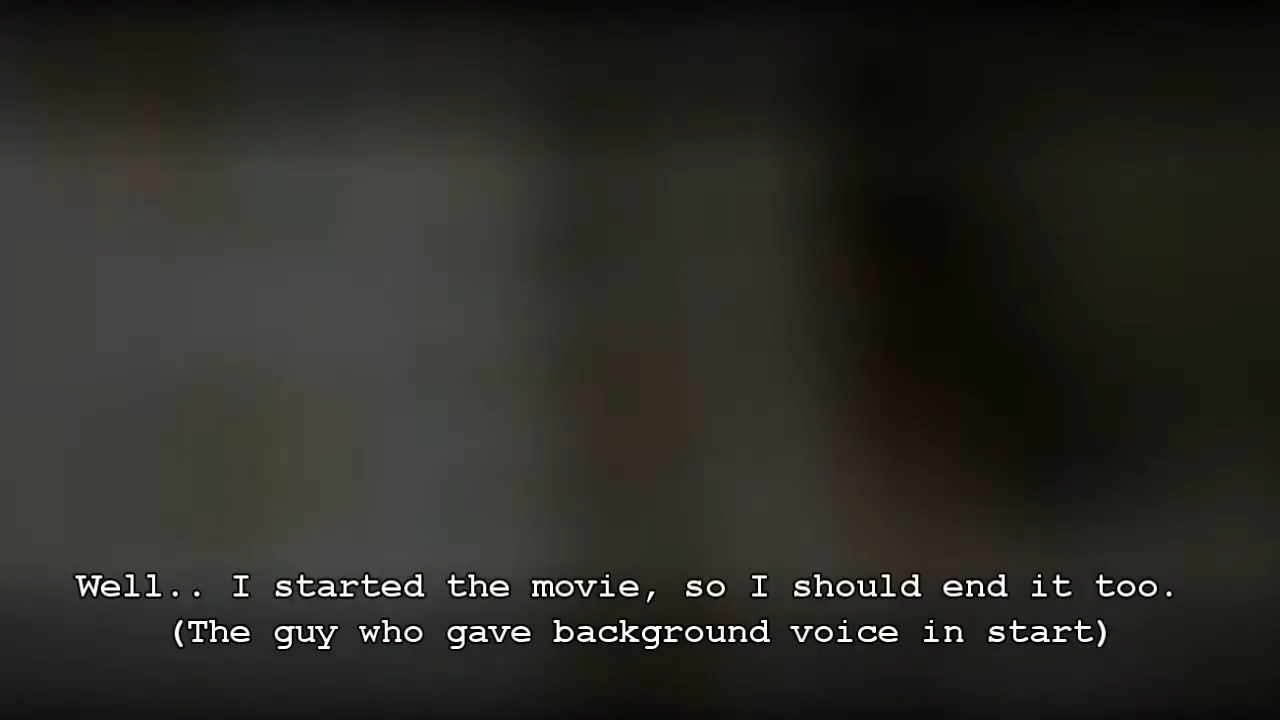 Well.. I started the movie, so I should end it too.
(The guy who gave background voice in start)